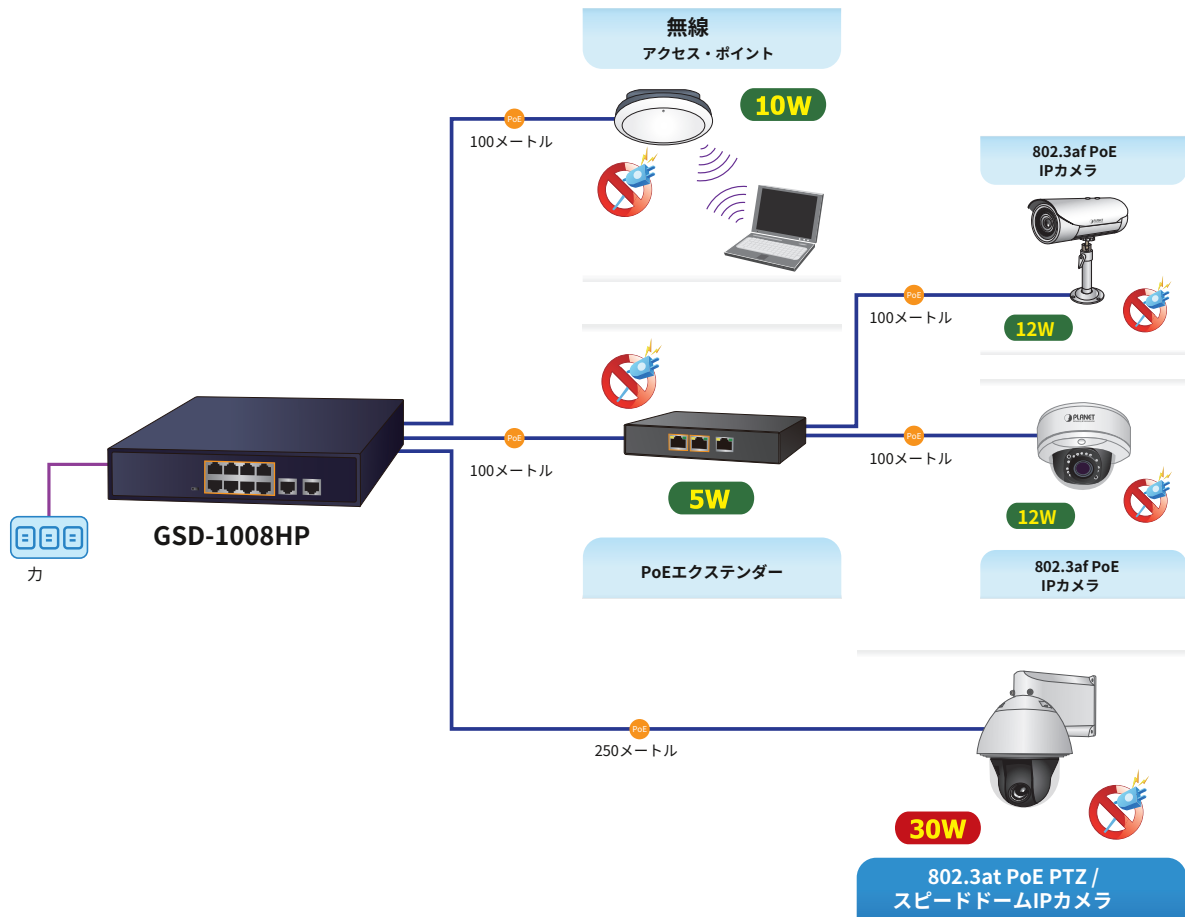 無線
アクセス・ポイント
10W
PoE
100メートル
802.3af PoE
IPカメラ
PLANET
PoE
100メートル
12W
PoE
100メートル
5W
PoE
100メートル
PLANET
12W
GSD-1008HP
力
PoEエクステンダー
802.3af PoE
IPカメラ
PoE
250メートル
30W
802.3at PoE PTZ /
スピードドームIPカメラ